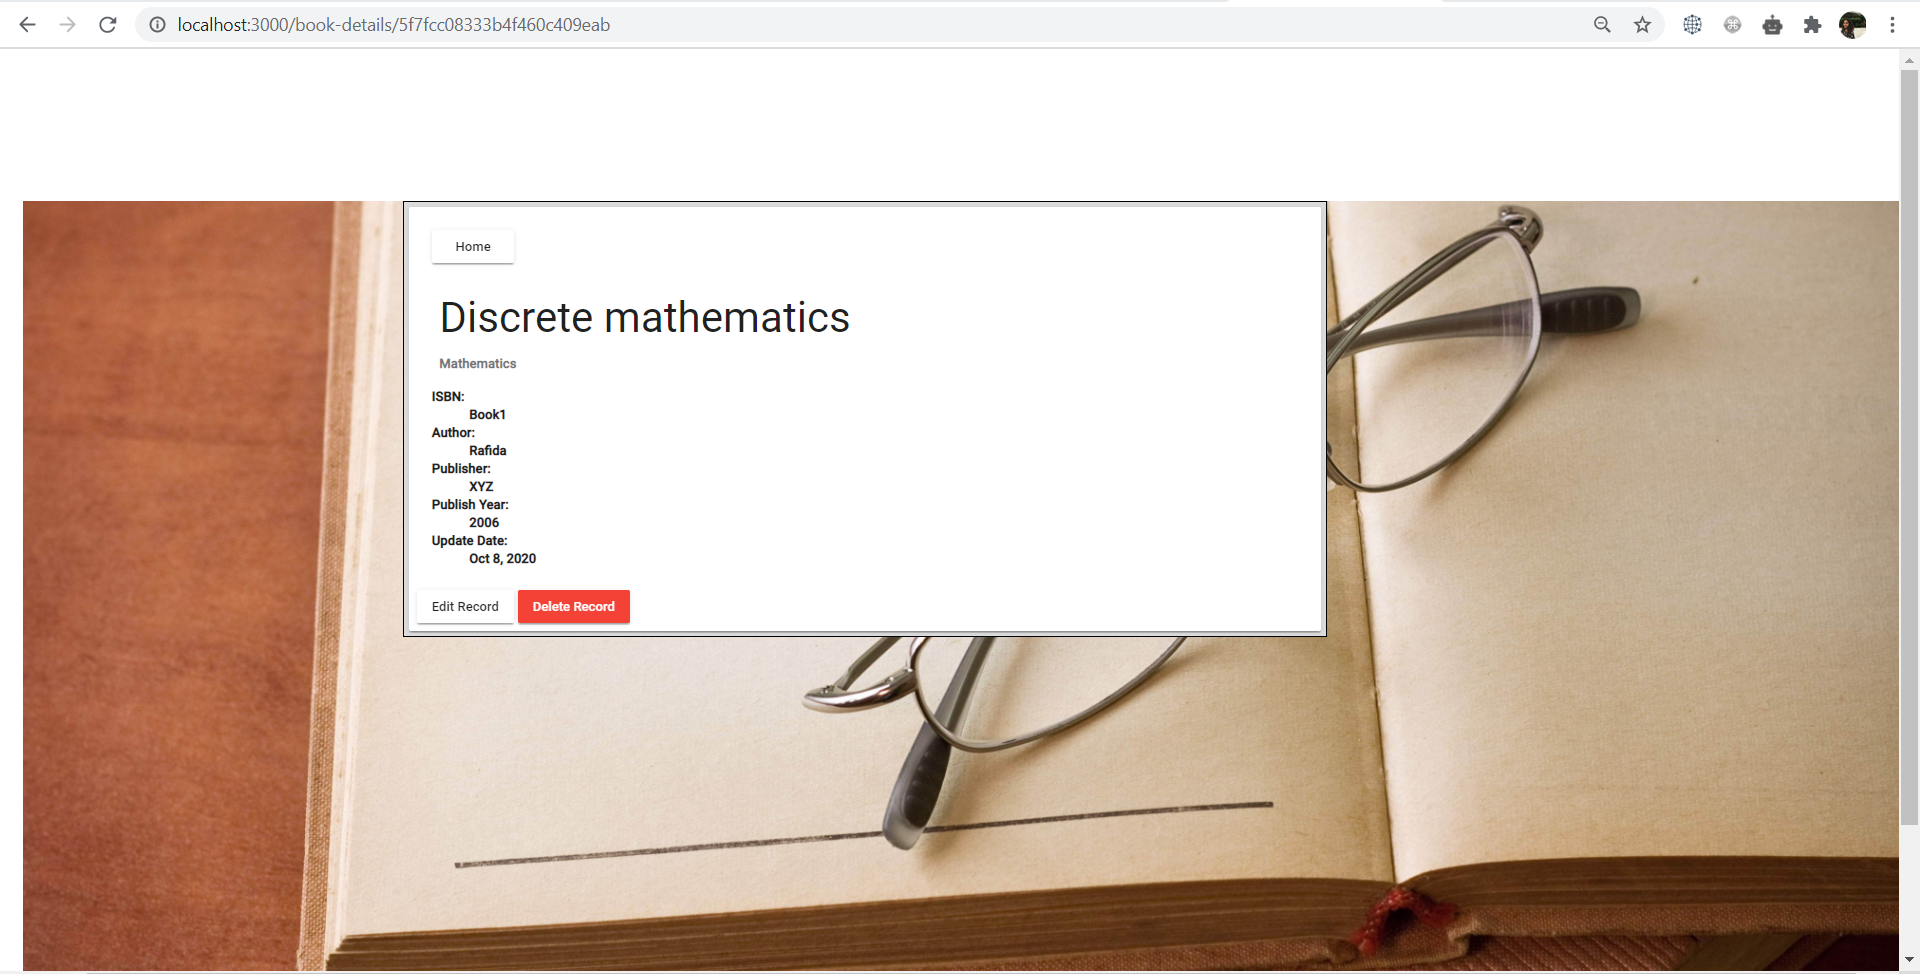 localhost:3000/book-details/5f7fcc08333b4f460c409eab
Home
Discrete mathematics
Mathematics
ISBN:
Book1
Author:
Rafida
Publisher:
XYZ
Publish Year:
2006
Update Date:
Oct 8, 2020
Edit Record Delete Record